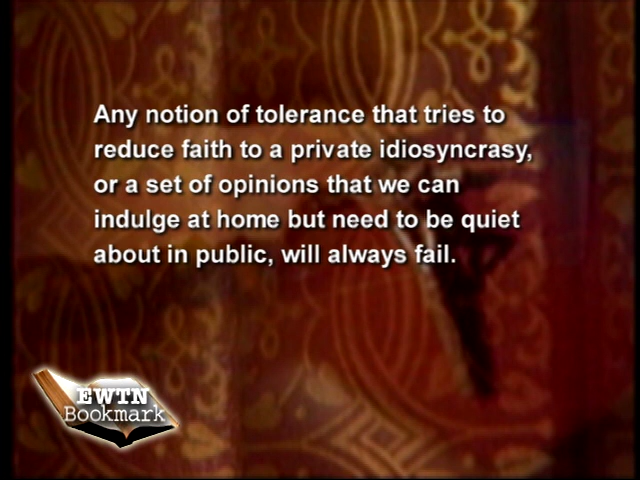 Any notion of tolerance that tries to
reduce faith to a private idiosyncrasy,
or a set of opinions that we can
indulge at home but need to be quiet
about in public, will always fail.
EWTN
Bookmark